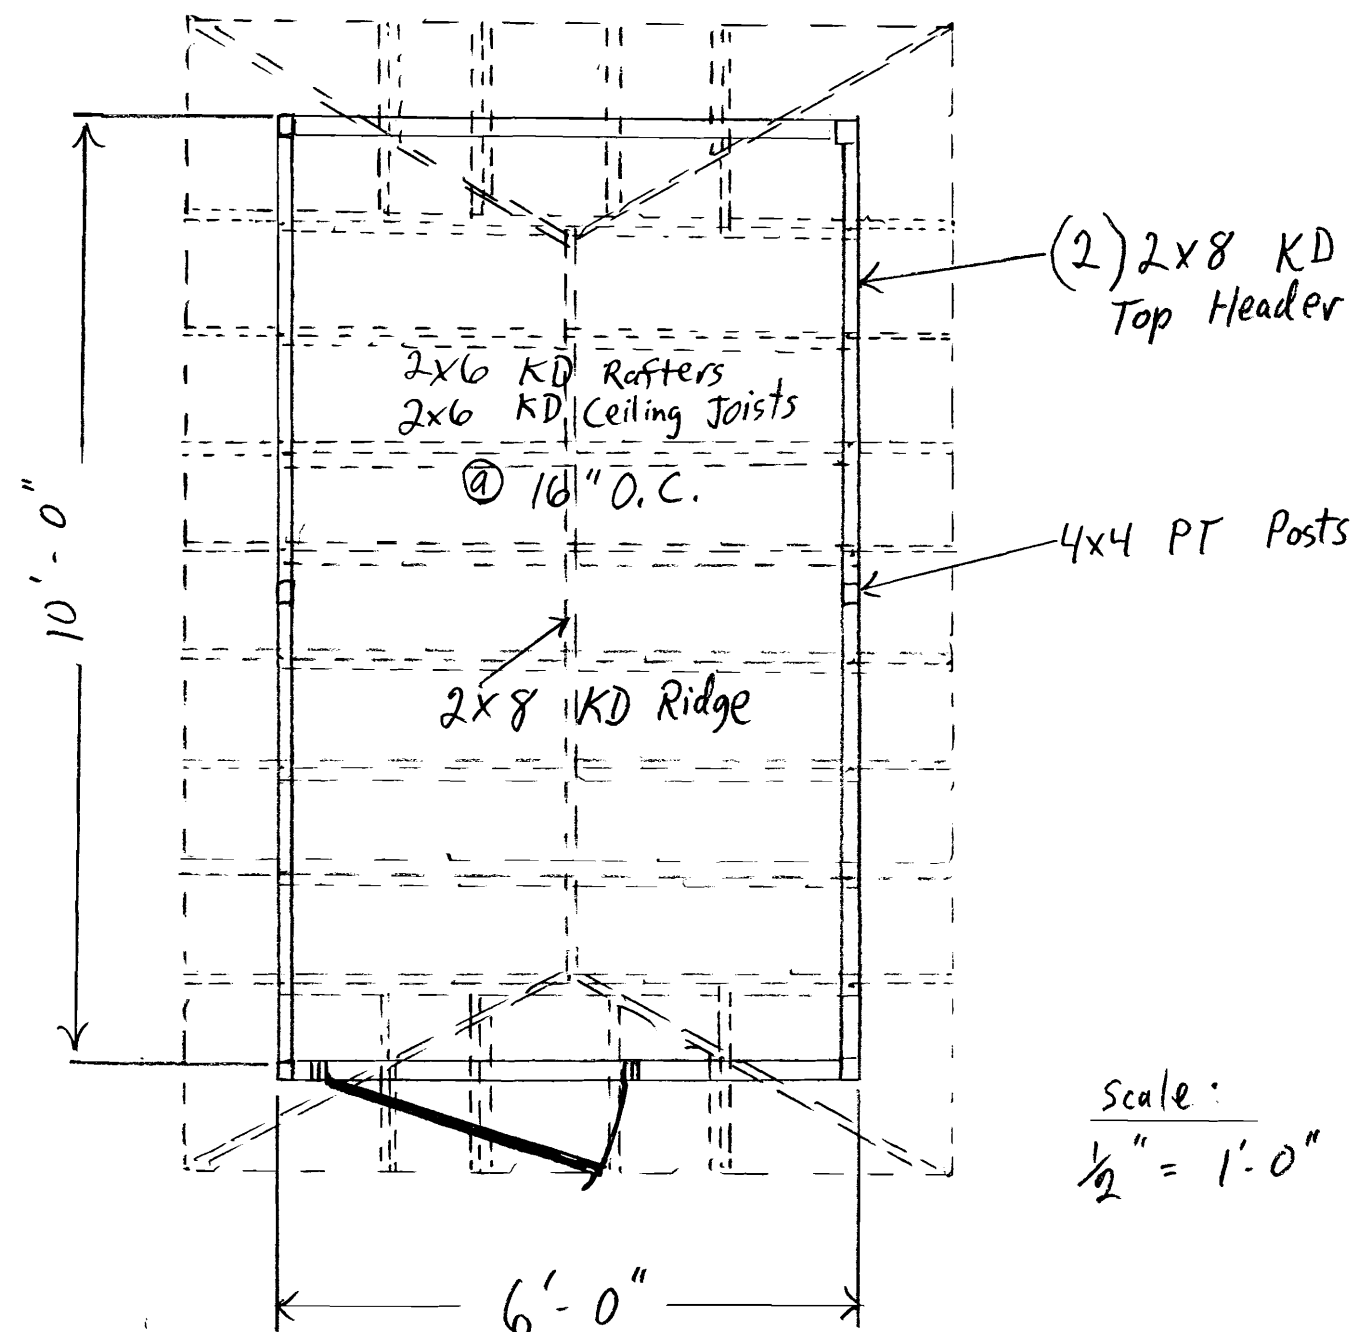 (2) 2x8 KD
Top Header
2x6 KD Rafters
2x6 KD Ceiling Joists
@ 16" O.C.
10'-0"
4x4 PT Posts
2x8 KD Ridge
Scale:
1/2" = 1'-0"
6'-0"